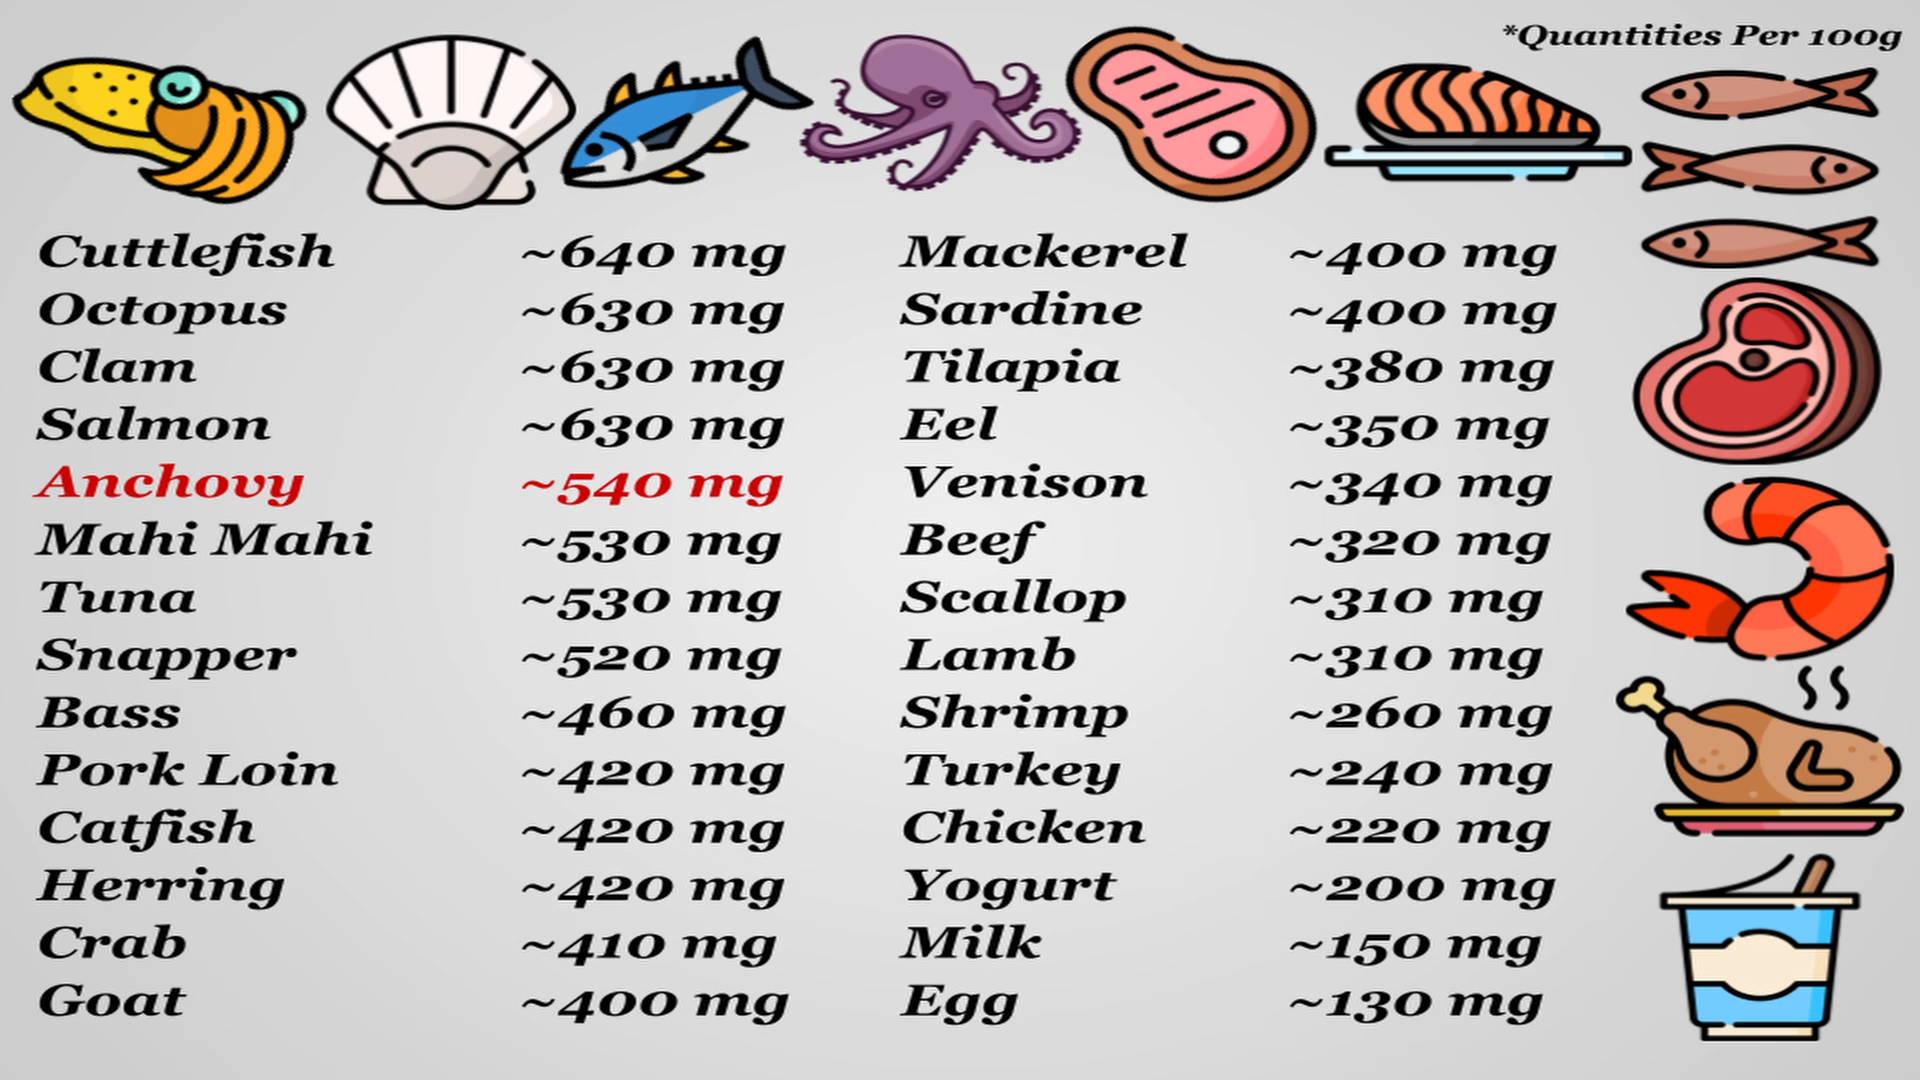 *Quantities Per 100g
Cuttlefish ~640 mg
Octopus ~630 mg
Clam ~630 mg
Salmon ~630 mg
Anchovy ~540 mg
Mahi Mahi ~530 mg
Tuna ~530 mg
Snapper ~520 mg
Bass ~460 mg
Pork Loin ~420 mg
Catfish ~420 mg
Herring ~420 mg
Crab ~410 mg
Goat ~400 mg
Mackerel ~400 mg
Sardine ~400 mg
Tilapia ~380 mg
Eel ~350 mg
Venison ~340 mg
Beef ~320 mg
Scallop ~310 mg
Lamb ~310 mg
Shrimp ~260 mg
Turkey ~240 mg
Chicken ~220 mg
Yogurt ~200 mg
Milk ~150 mg
Egg ~130 mg